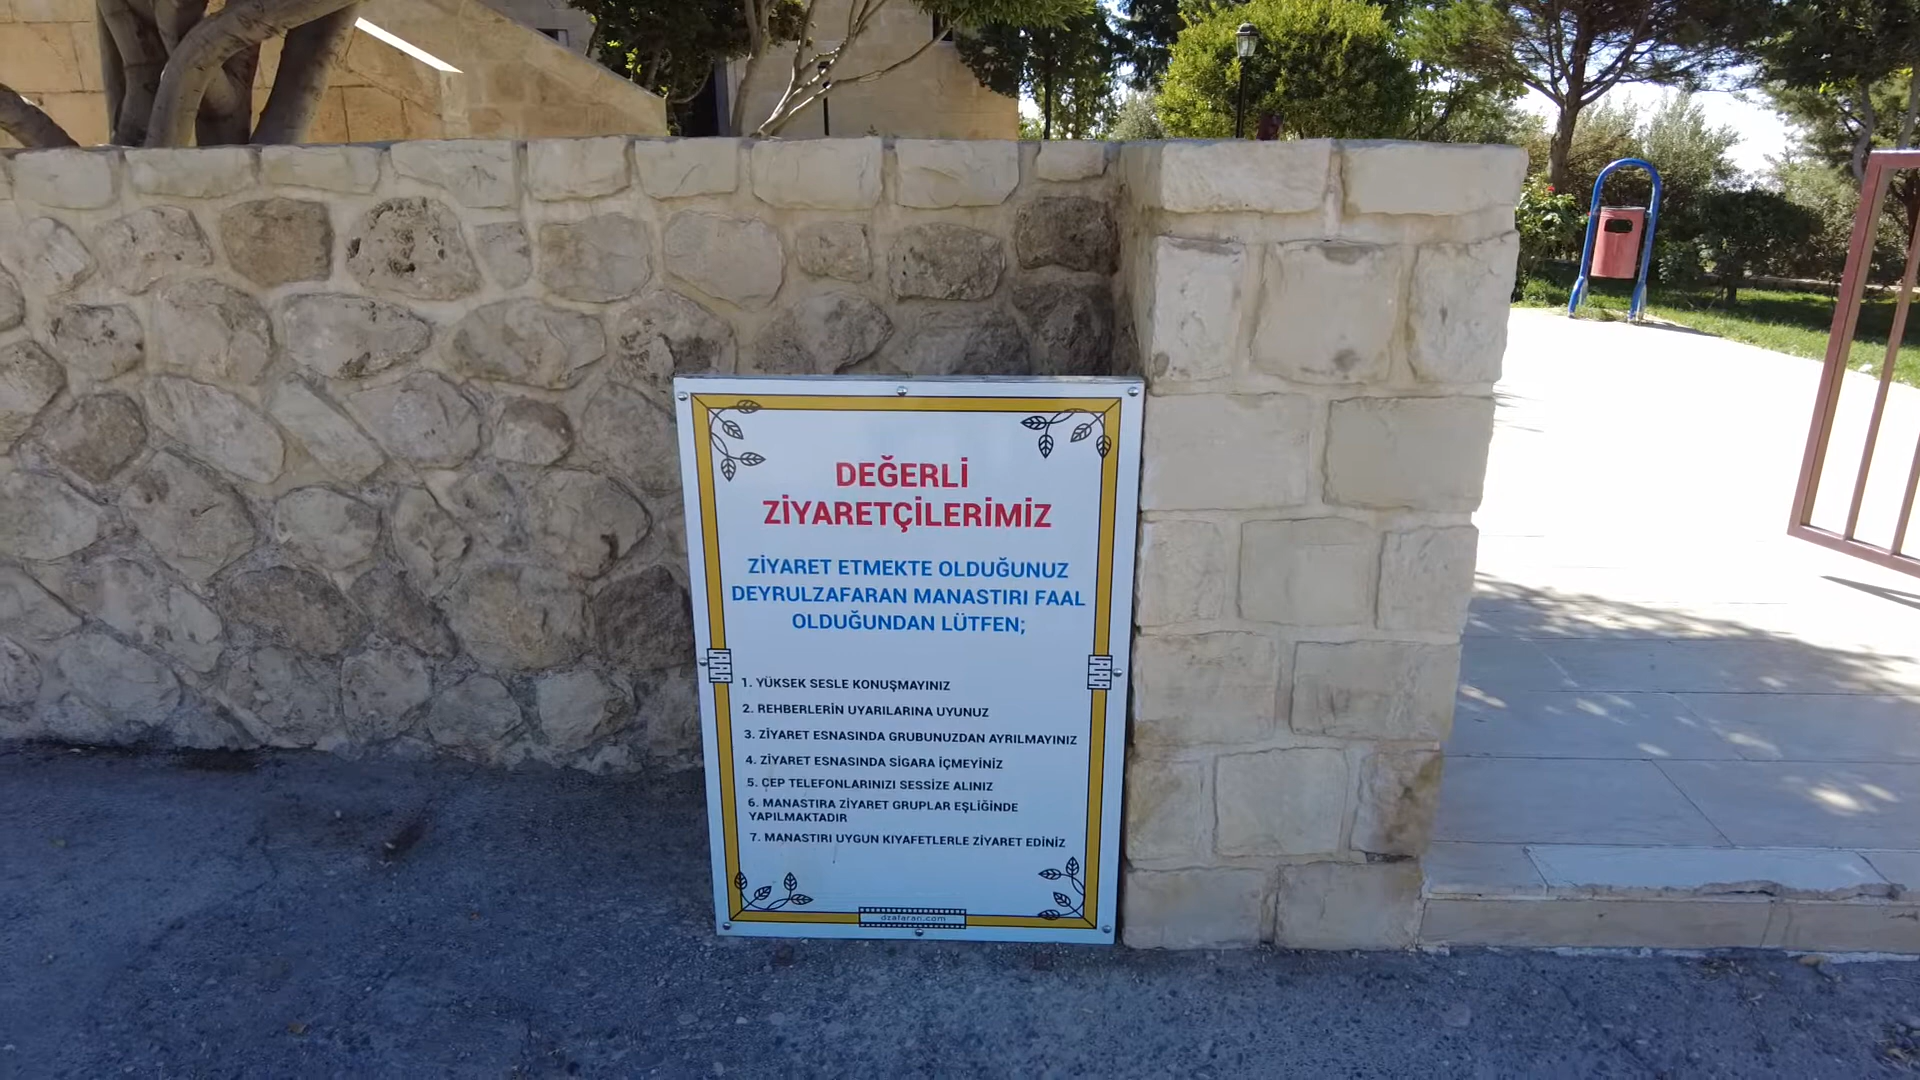 DEĞERLİ
ZİYARETÇİLERİMİZ
ZİYARET ETMEKTE OLDUĞUNUZ
DEYRULZAFARAN MANASTIRI FAAL
OLDUĞUNDAN LÜTFEN;
1. YÜKSEK SESLE KONUŞMAYINIZ
2. REHBERLERİN UYARILARINA UYUNUZ
3. ZİYARET ESNASINDA GRUBUNUZDAN AYRILMAYINIZ
4. ZİYARET ESNASINDA SİGARA İÇMEYİNİZ
5. CEP TELEFONLARINIZI SESSİZE ALINIZ
6. MANASTIRA ZİYARET GRUPLAR EŞLİĞİNDE
YAPILMAKTADIR
7. MANASTIRI UYGUN KIYAFETLERLE ZİYARET EDİNİZ
dzafaran.com